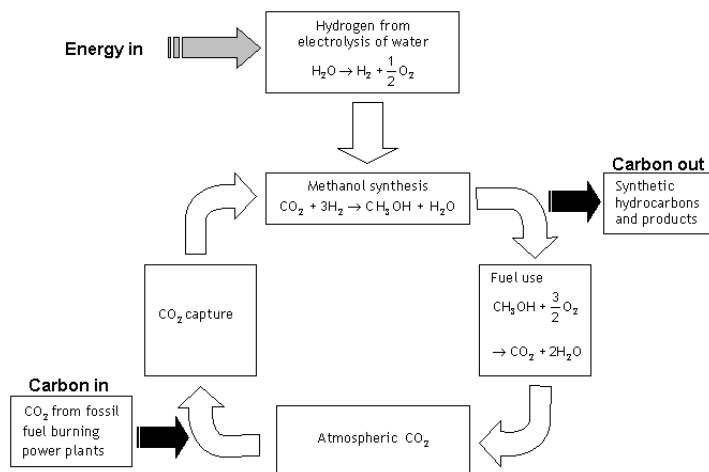 Energy in
Hydrogen from
electrolysis of water
H₂O → H₂ + 1/2 O₂
Carbon out
Synthetic
hydrocarbons
and products
Methanol synthesis
CO₂ + 3H₂ → CH₃OH + H₂O
Fuel use
CH₃OH + 3/2 O₂
→ CO₂ + 2H₂O
CO₂ capture
Carbon in
CO₂ from fossil
fuel burning
power plants
Atmospheric CO₂